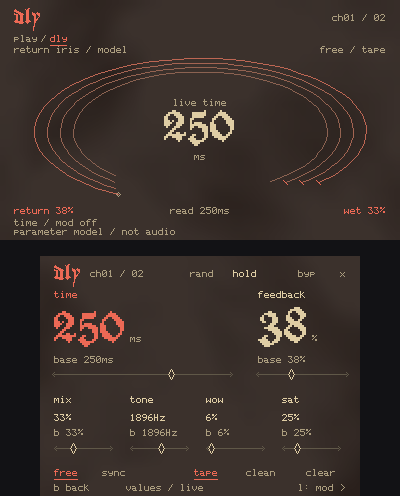 dly ch01 / 02
play / dly
return iris / model free / tape
live time
250
ms
return 38% read 250ms wet 33%
time / mod off
parameter model / not audio
dly ch01 / 02 rand hold byp x
time feedback
250 ms 38 %
base 250ms base 38%
mix tone wow sat
33% 1896Hz 6% 25%
b 33% b 1896Hz b 6% b 25%
free sync tape clean clear
b back values / live l: mod >